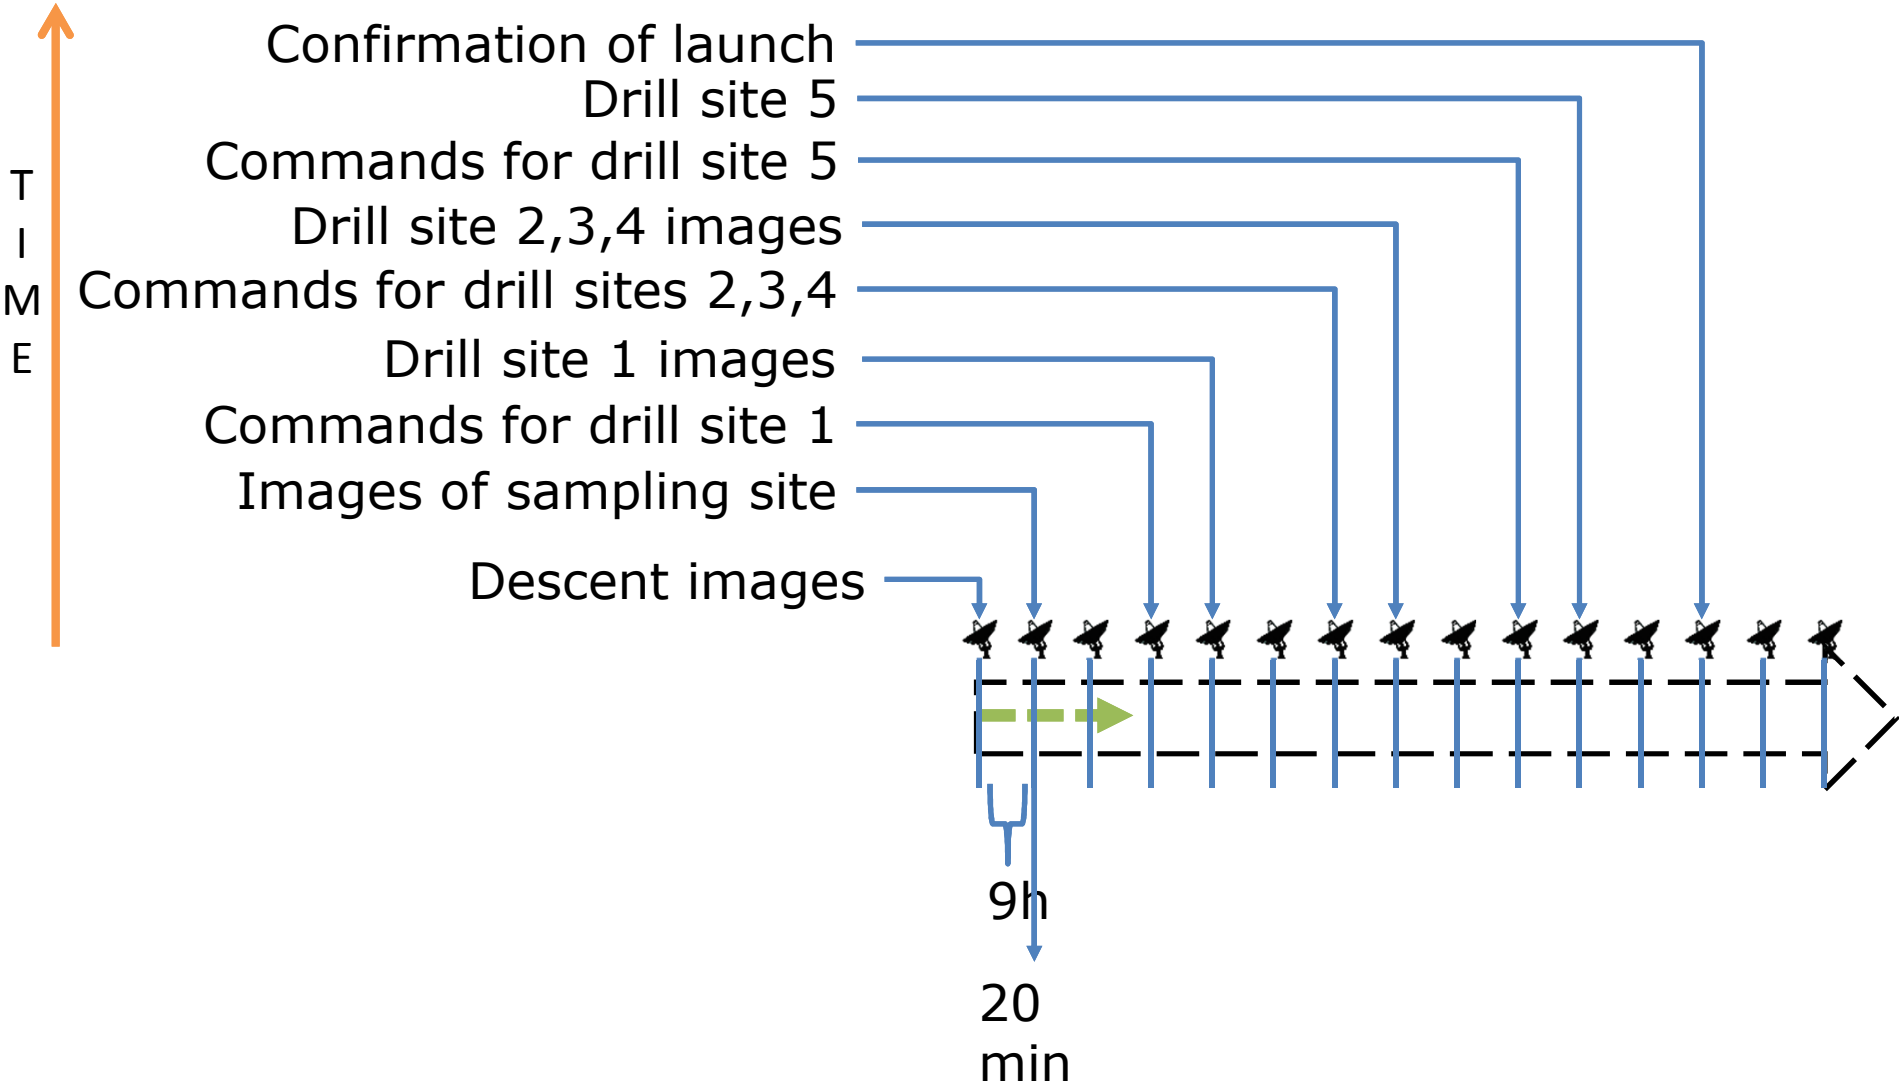 Confirmation of launch
Drill site 5
Commands for drill site 5
Drill site 2,3,4 images
Commands for drill sites 2,3,4
Drill site 1 images
Commands for drill site 1
Images of sampling site
Descent images
T
I
M
E
9h
20
min